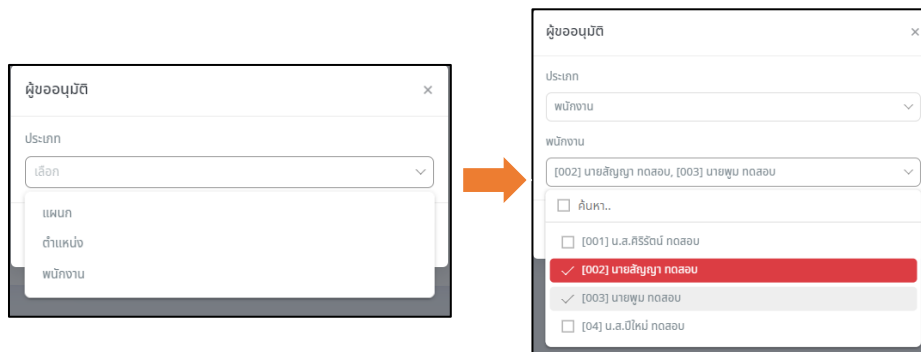 ผู้ขออนุมัติ
ประเภท
เลือก
แผนก
ตำแหน่ง
พนักงาน
ผู้ขออนุมัติ
ประเภท
พนักงาน
พนักงาน
[002] นายสัญญา ทดสอบ, [003] นายพูม ทดสอบ
ค้นหา..
[001] น.ส.ศิริรัตน์ ทดสอบ
[002] นายสัญญา ทดสอบ
[003] นายพูม ทดสอบ
[04] น.ส.ปีใหม่ ทดสอบ